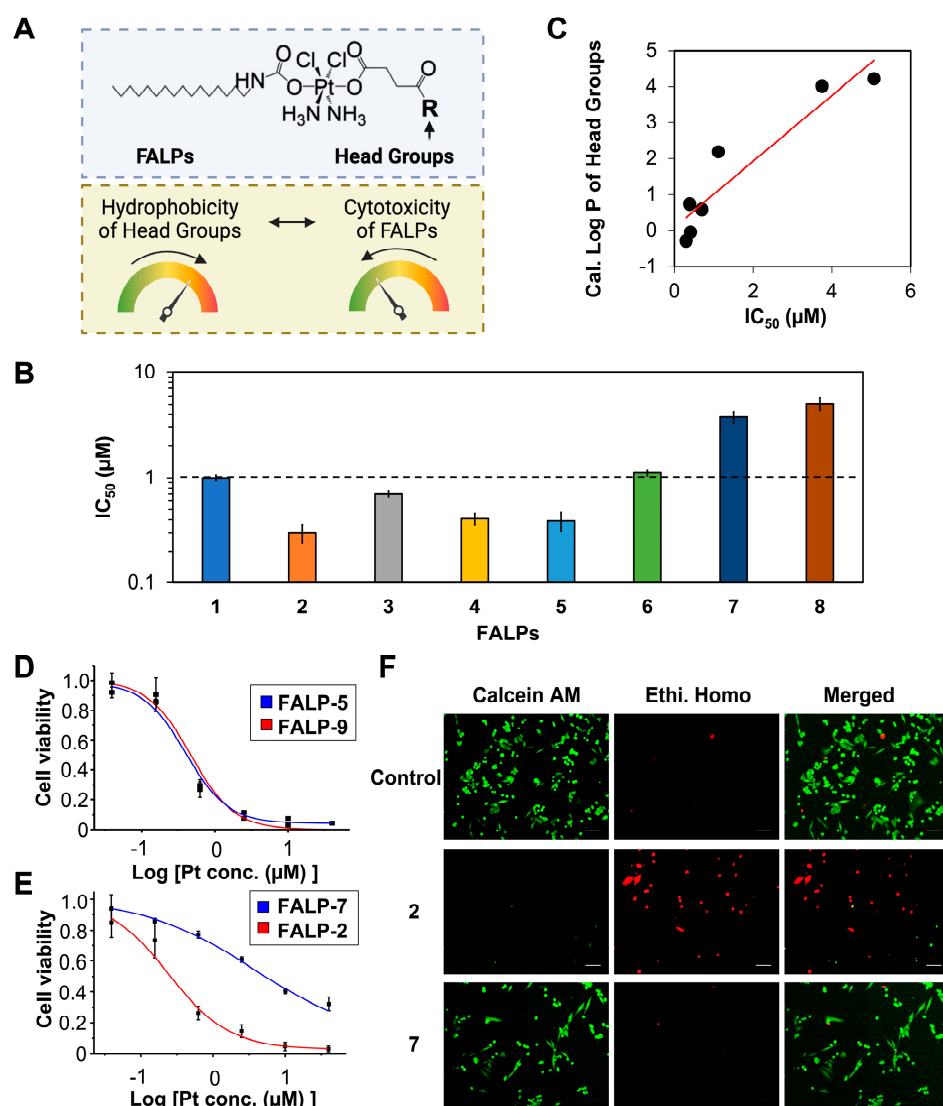 A
HN
O
O
Cl
Cl
Pt
O
O
O
R
H3N
NH3
FALPs
Head Groups
Hydrophobicity
of Head Groups
Cytotoxicity
of FALPs
C
Cal. Log P of Head Groups
5
4
3
2
1
0
-1
0
2
4
6
IC50 (µM)
B
IC50 (µM)
10
1
0.1
1
2
3
4
5
6
7
8
FALPs
D
Cell viability
1.0
0.8
0.6
0.4
0.2
0
FALP-5
FALP-9
-1
0
1
Log [Pt conc. (µM) ]
E
Cell viability
1.0
0.8
0.6
0.4
0.2
0
FALP-7
FALP-2
-1
0
1
Log [Pt conc. (µM) ]
F
Calcein AM
Ethi. Homo
Merged
Control
2
7